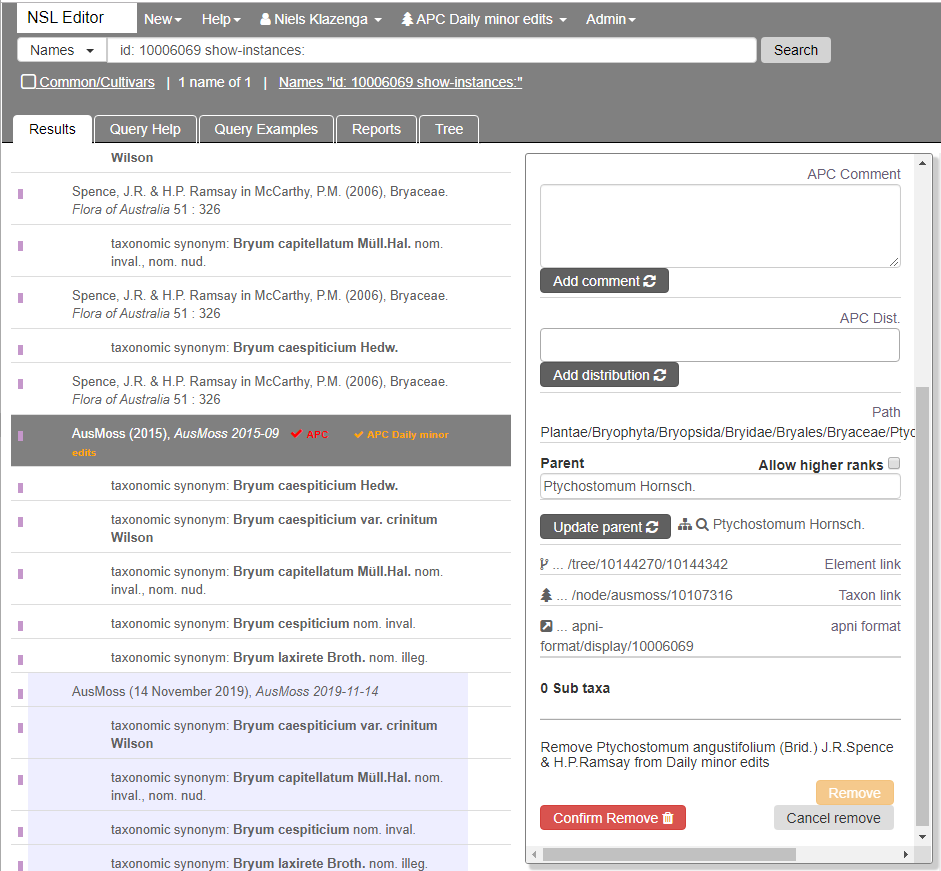 NSL Editor New Help Niels Klazenga APC Daily minor edits Admin
Names id: 10006069 show-instances: Search
Common/Cultivars | 1 name of 1 | Names "id: 10006069 show-instances:"
Results Query Help Query Examples Reports Tree
Wilson
Spence, J.R. & H.P. Ramsay in McCarthy, P.M. (2006), Bryaceae.
Flora of Australia 51 : 326
taxonomic synonym: Bryum capitellatum Müll.Hal. nom.
inval., nom. nud.
Spence, J.R. & H.P. Ramsay in McCarthy, P.M. (2006), Bryaceae.
Flora of Australia 51 : 326
taxonomic synonym: Bryum caespiticium Hedw.
Spence, J.R. & H.P. Ramsay in McCarthy, P.M. (2006), Bryaceae.
Flora of Australia 51 : 326
AusMoss (2015), AusMoss 2015-09 APC APC Daily minor
edits
taxonomic synonym: Bryum caespiticium Hedw.
taxonomic synonym: Bryum caespiticium var. crinitum
Wilson
taxonomic synonym: Bryum capitellatum Müll.Hal. nom.
inval., nom. nud.
taxonomic synonym: Bryum cespiticium nom. inval.
taxonomic synonym: Bryum laxirete Broth. nom. illeg.
AusMoss (14 November 2019), AusMoss 2019-11-14
taxonomic synonym: Bryum caespiticium var. crinitum
Wilson
taxonomic synonym: Bryum capitellatum Müll.Hal. nom.
inval., nom. nud.
taxonomic synonym: Bryum cespiticium nom. inval.
taxonomic synonym: Bryum laxirete Broth. nom. illeg.
APC Comment
Add comment
APC Dist.
Add distribution
Path
Plantae/Bryophyta/Bryopsida/Bryidae/Bryales/Bryaceae/Ptyc
Parent Allow higher ranks
Ptychostomum Hornsch.
Update parent Ptychostomum Hornsch.
... /tree/10144270/10144342 Element link
... /node/ausmoss/10107316 Taxon link
... apni- apni format
format/display/10006069
0 Sub taxa
Remove Ptychostomum angustifolium (Brid.) J.R.Spence
& H.P.Ramsay from Daily minor edits
Remove
Confirm Remove Cancel remove